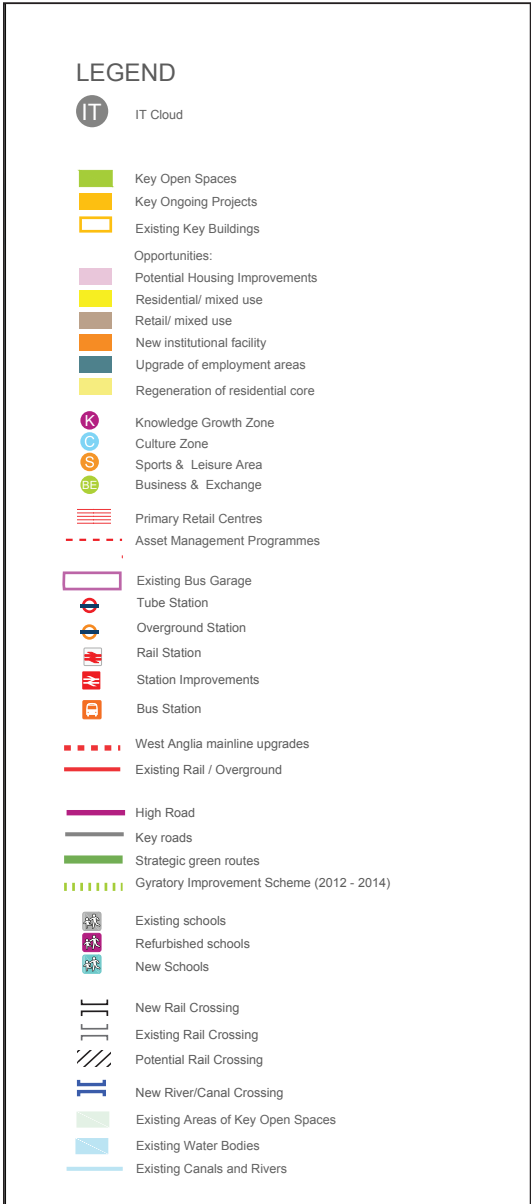 LEGEND
IT IT Cloud
Key Open Spaces
Key Ongoing Projects
Existing Key Buildings
Opportunities:
Potential Housing Improvements
Residential/ mixed use
Retail/ mixed use
New institutional facility
Upgrade of employment areas
Regeneration of residential core
K Knowledge Growth Zone
C Culture Zone
S Sports & Leisure Area
BE Business & Exchange
Primary Retail Centres
Asset Management Programmes
Existing Bus Garage
Tube Station
Overground Station
Rail Station
Station Improvements
Bus Station
West Anglia mainline upgrades
Existing Rail / Overground
High Road
Key roads
Strategic green routes
Gyratory Improvement Scheme (2012 - 2014)
Existing schools
Refurbished schools
New Schools
New Rail Crossing
Existing Rail Crossing
Potential Rail Crossing
New River/Canal Crossing
Existing Areas of Key Open Spaces
Existing Water Bodies
Existing Canals and Rivers